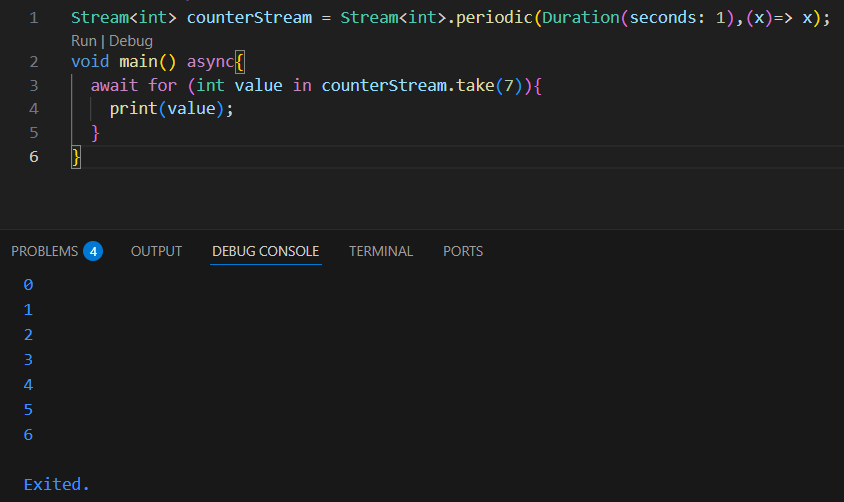 1 Stream<int> counterStream = Stream<int>.periodic(Duration(seconds: 1),(x)=> x);
Run | Debug
2 void main() async{
3 await for (int value in counterStream.take(7)){
4 print(value);
5 }
6 }
PROBLEMS 4 OUTPUT DEBUG CONSOLE TERMINAL PORTS
0
1
2
3
4
5
6
Exited.